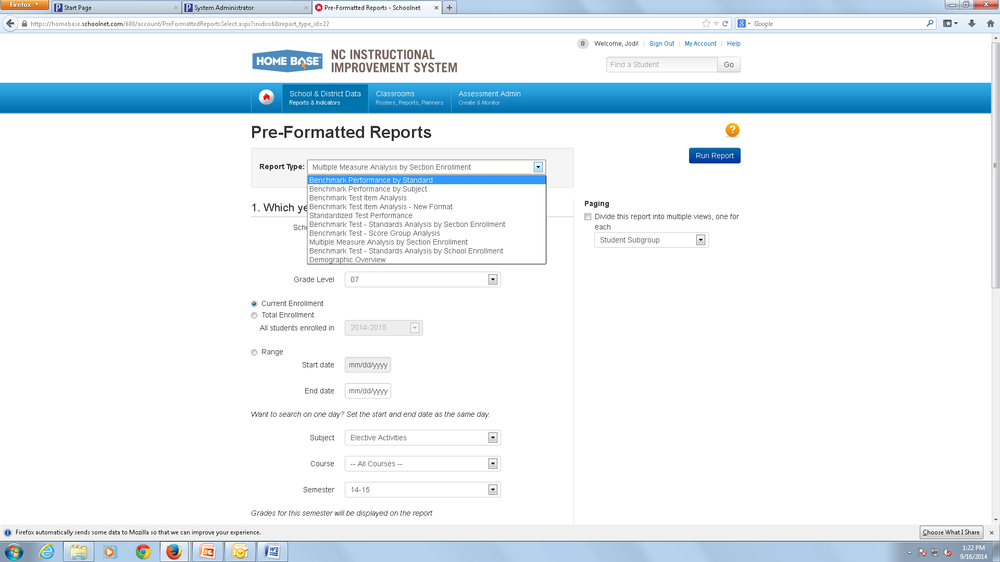 Firefox
Start Page
System Administrator
Pre-Formatted Reports - Schoolnet
https://homebase.schoolnet.com/600/account/PreFormattedReportsSelect.aspx?snidx=6&report_type_id=22
Google
0 Welcome, Jodi! Sign Out My Account Help
HOME BASE
NC INSTRUCTIONAL
IMPROVEMENT SYSTEM
Find a Student
Go
School & District Data
Reports & Indicators
Classrooms
Rosters, Reports, Planners
Assessment Admin
Create & Monitor
Pre-Formatted Reports
?
Run Report
Report Type: Multiple Measure Analysis by Section Enrollment
Benchmark Performance by Standard
Benchmark Performance by Subject
Benchmark Test Item Analysis
Benchmark Test Item Analysis - New Format
Standardized Test Performance
Benchmark Test - Standards Analysis by Section Enrollment
Benchmark Test - Score Group Analysis
Multiple Measure Analysis by Section Enrollment
Benchmark Test - Standards Analysis by School Enrollment
Demographic Overview
1. Which ye
Sch
Paging
Divide this report into multiple views, one for
each
Student Subgroup
Grade Level 07
Current Enrollment
Total Enrollment
All students enrolled in 2014-2015
Range
Start date mm/dd/yyyy
End date mm/dd/yyyy
Want to search on one day? Set the start and end date as the same day.
Subject Elective Activities
Course -- All Courses --
Semester 14-15
Grades for this semester will be displayed on the report
Firefox automatically sends some data to Mozilla so that we can improve your experience.
Choose What I Share
1:22 PM
9/16/2014